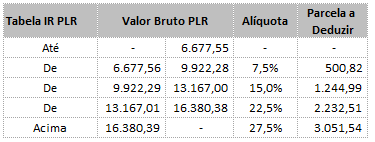 Tabela IR PLR Valor Bruto PLR Alíquota Parcela a Deduzir
Até - 6.677,55 - -
De 6.677,56 9.922,28 7,5% 500,82
De 9.922,29 13.167,00 15,0% 1.244,99
De 13.167,01 16.380,38 22,5% 2.232,51
Acima 16.380,39 - 27,5% 3.051,54